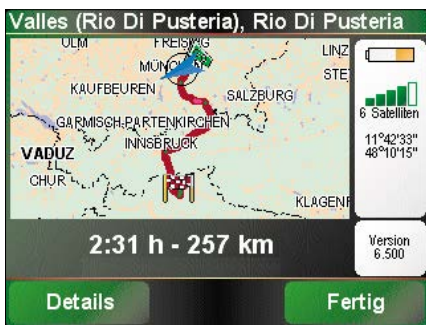 Valles (Rio Di Pusteria), Rio Di Pusteria
ULM
FREISING
LINZ
MÜNCHEN
STE
KAUFBEUREN
SALZBURG
GARMISCH-PARTENKIRCHEN
INNSBRUCK
VADUZ
CHUR
KLAGENF
6 Satelliten
11°42'33"
48°10'15"
2:31 h - 257 km
Version
6.500
Details
Fertig